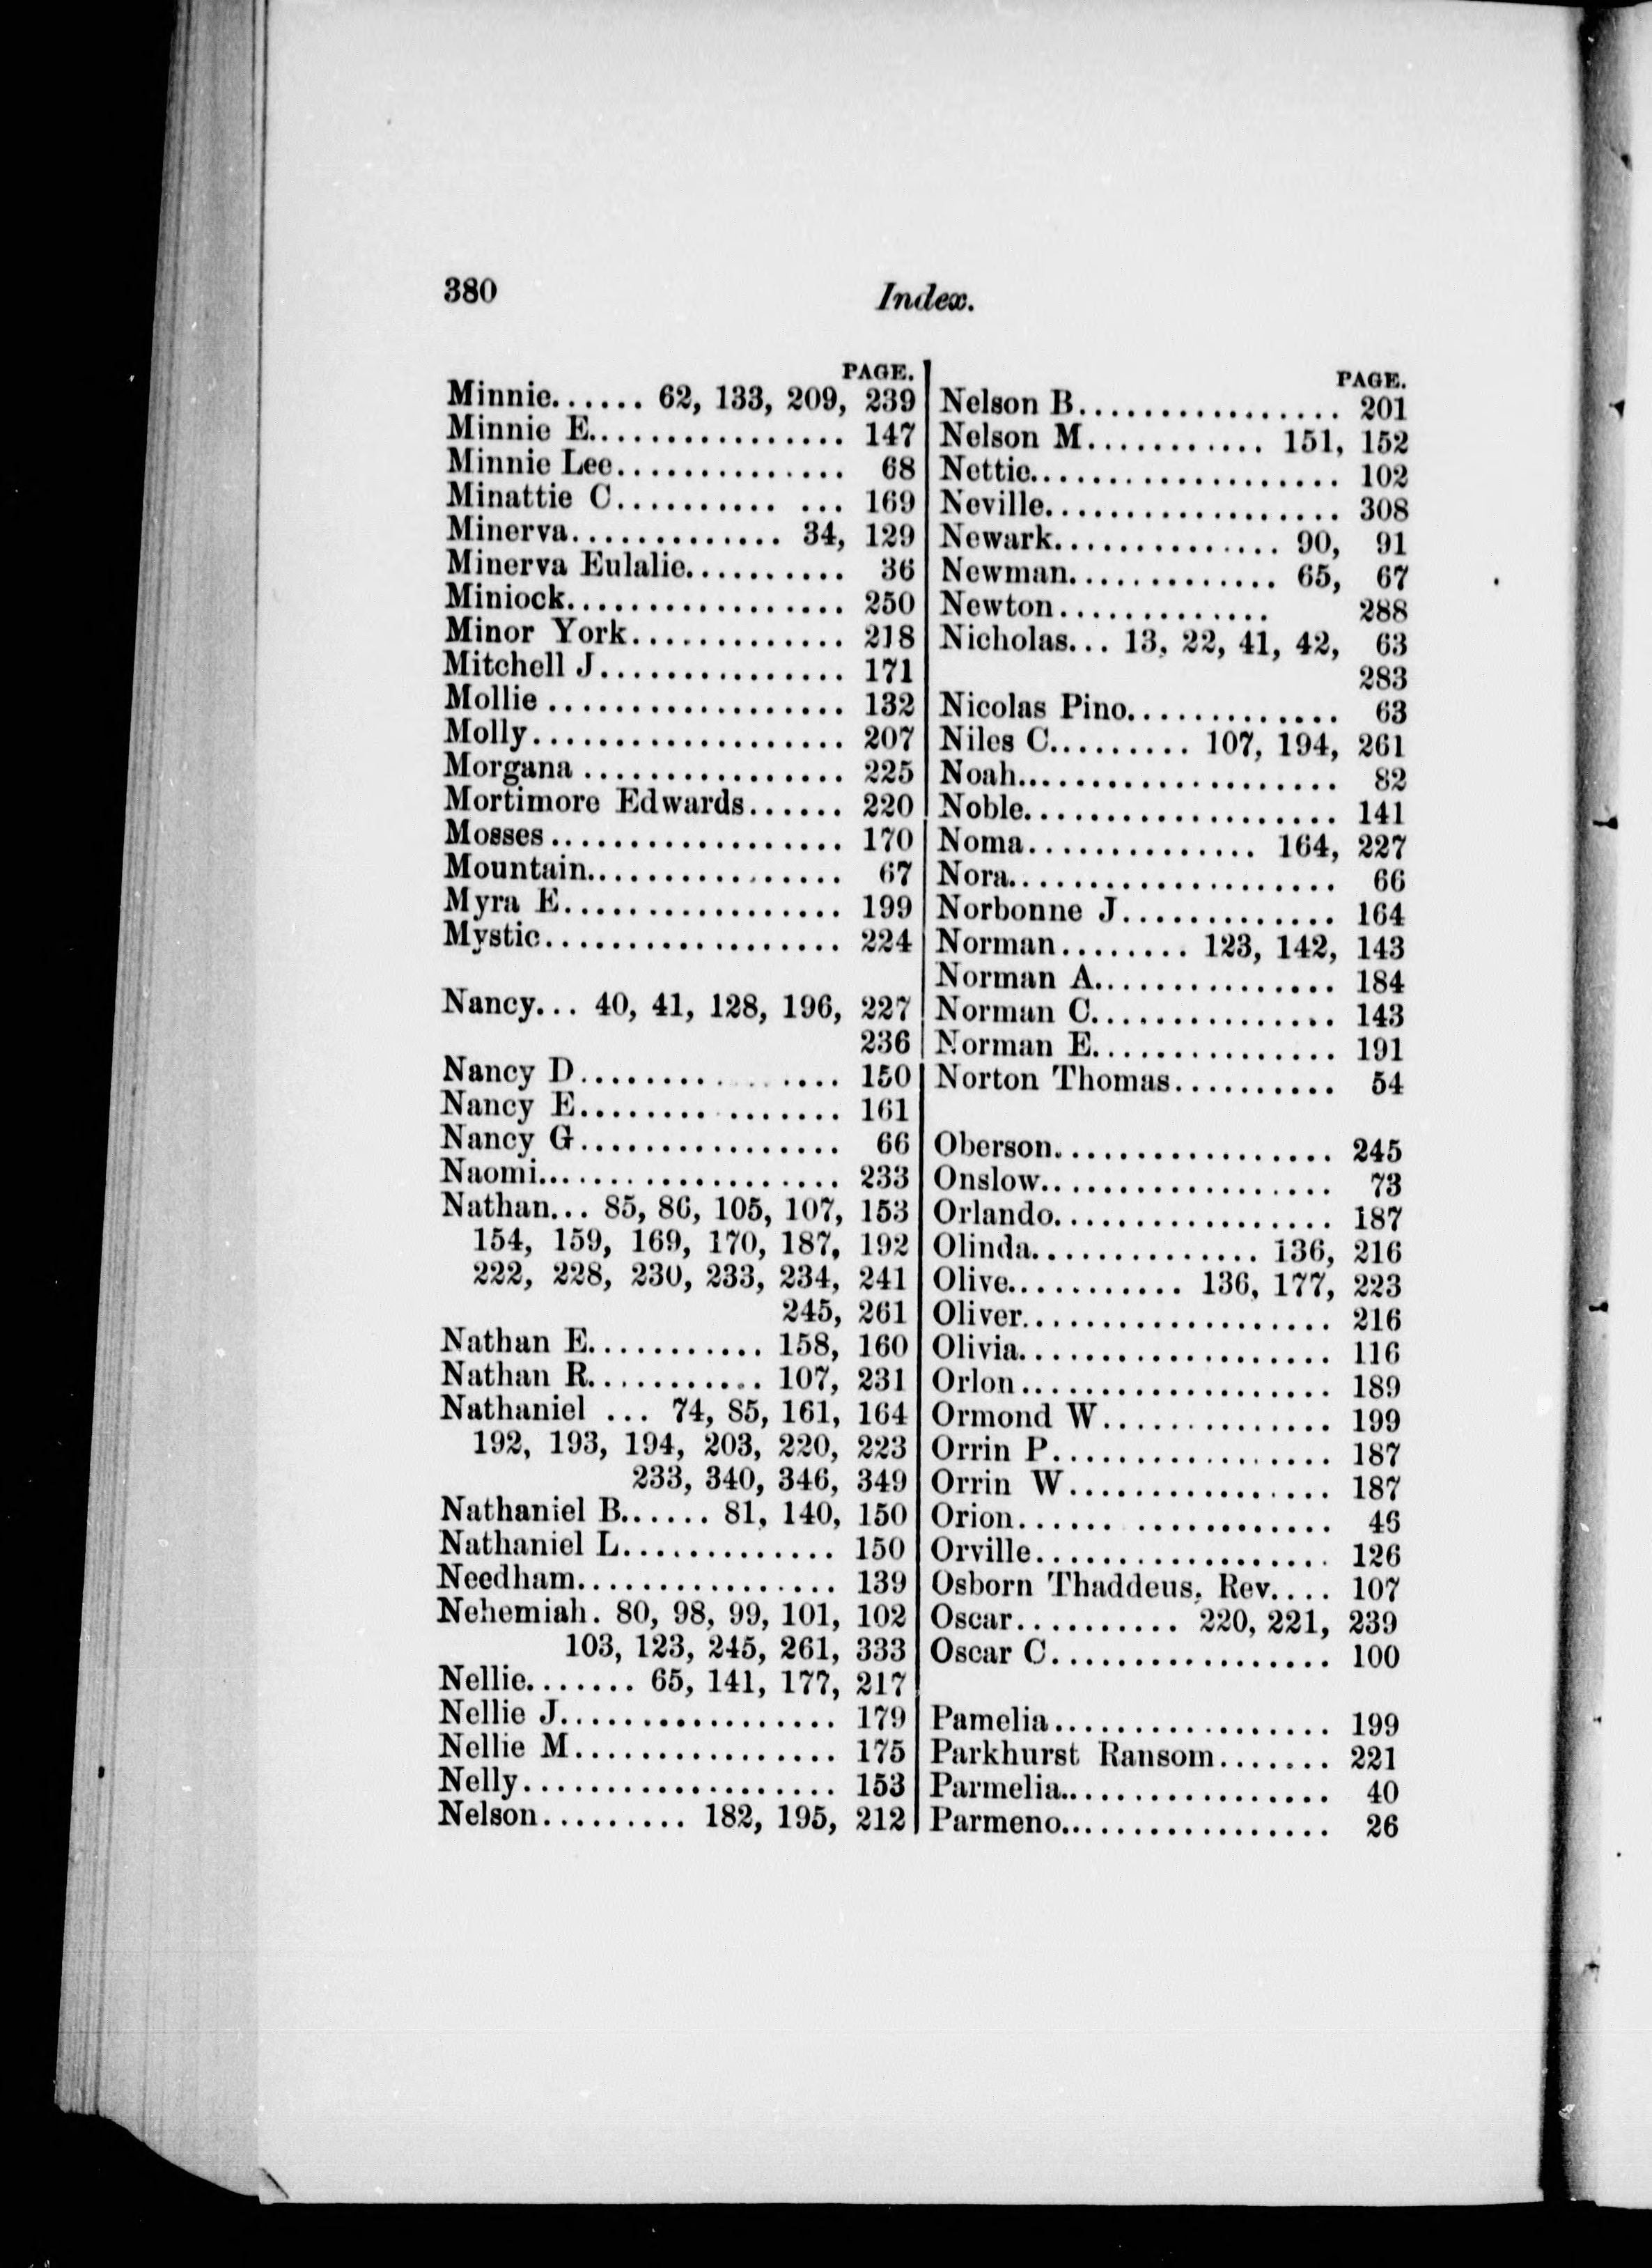 380
Index.
PAGE.
Minnie...... 62, 133, 209, 239
Minnie E................ 147
Minnie Lee............... 68
Minattie C........... ... 169
Minerva.............. 34, 129
Minerva Eulalie.......... 36
Miniock.................. 250
Minor York.............. 218
Mitchell J................ 171
Mollie .................. 132
Molly.................... 207
Morgana ................ 225
Mortimore Edwards...... 220
Mosses................... 170
Mountain................. 67
Myra E.................. 199
Mystic................... 224
Nancy... 40, 41, 128, 196, 227
236
Nancy D................. 150
Nancy E................. 161
Nancy G................. 66
Naomi.................... 233
Nathan... 85, 86, 105, 107, 153
154, 159, 169, 170, 187, 192
222, 228, 230, 233, 234, 241
245, 261
Nathan E........... 158, 160
Nathan R........... 107, 231
Nathaniel ... 74, 85, 161, 164
192, 193, 194, 203, 220, 223
233, 340, 346, 349
Nathaniel B...... 81, 140, 150
Nathaniel L.............. 150
Needham................. 139
Nehemiah. 80, 98, 99, 101, 102
103, 123, 245, 261, 333
Nellie....... 65, 141, 177, 217
Nellie J.................. 179
Nellie M................. 175
Nelly.................... 153
Nelson.......... 182, 195, 212
PAGE.
Nelson B................. 201
Nelson M............ 151, 152
Nettie.................... 102
Neville................... 308
Newark............... 90, 91
Newman.............. 65, 67
Newton.............. 288
Nicholas... 13, 22, 41, 42, 63
283
Nicolas Pino.............. 63
Niles C......... 107, 194, 261
Noah..................... 82
Noble.................... 141
Noma............... 164, 227
Nora..................... 66
Norbonne J.............. 164
Norman........ 123, 142, 143
Norman A............... 184
Norman C................ 143
Norman E................ 191
Norton Thomas........... 54
Oberson.................. 245
Onslow................... 73
Orlando.................. 187
Olinda............... 136, 216
Olive............ 136, 177, 223
Oliver.................... 216
Olivia.................... 116
Orlon.................... 189
Ormond W............... 199
Orrin P.................. 187
Orrin W................. 187
Orion...... ............. 46
Orville................... 126
Osborn Thaddeus, Rev.... 107
Oscar........... 220, 221, 239
Oscar C.................. 100
Pamelia.................. 199
Parkhurst Ransom....... 221
Parmelia................. 40
Parmeno................. 26